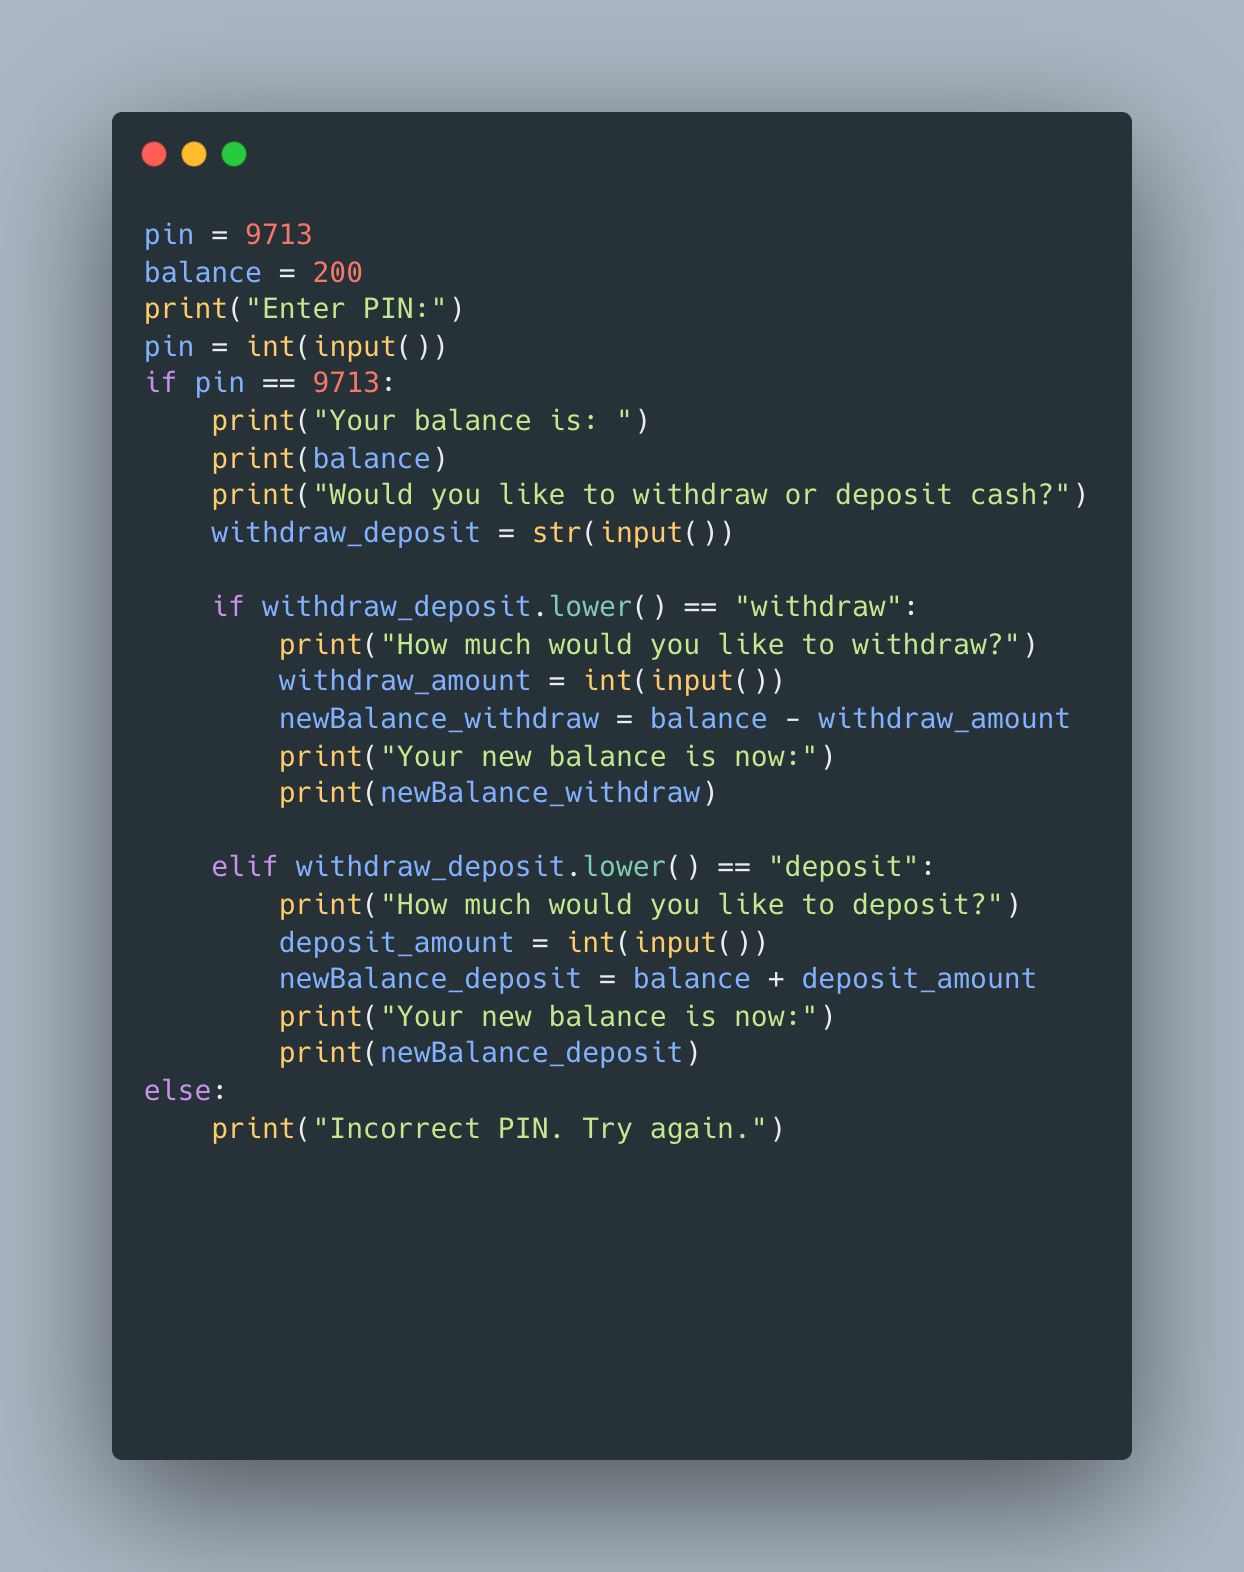 pin = 9713
balance = 200
print("Enter PIN:")
pin = int(input())
if pin == 9713:
    print("Your balance is: ")
    print(balance)
    print("Would you like to withdraw or deposit cash?")
    withdraw_deposit = str(input())

    if withdraw_deposit.lower() == "withdraw":
        print("How much would you like to withdraw?")
        withdraw_amount = int(input())
        newBalance_withdraw = balance - withdraw_amount
        print("Your new balance is now:")
        print(newBalance_withdraw)

    elif withdraw_deposit.lower() == "deposit":
        print("How much would you like to deposit?")
        deposit_amount = int(input())
        newBalance_deposit = balance + deposit_amount
        print("Your new balance is now:")
        print(newBalance_deposit)
else:
    print("Incorrect PIN. Try again.")